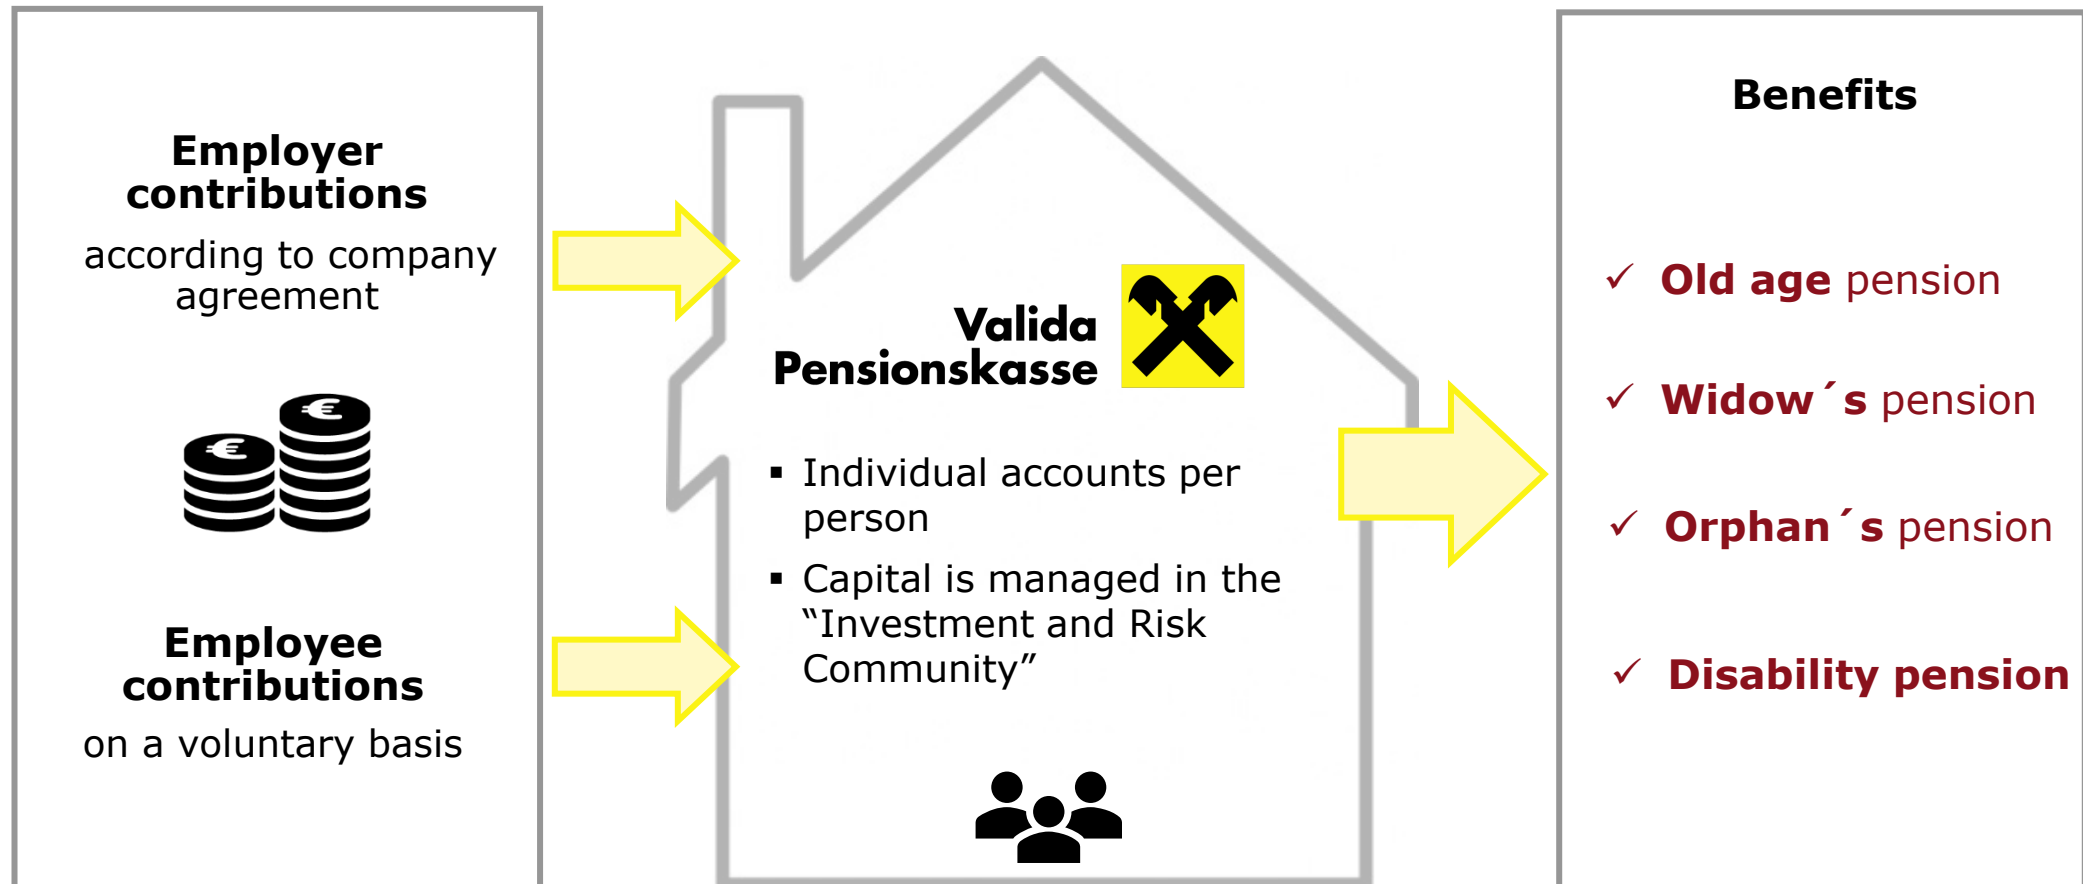 Employer
contributions
according to company
agreement
€
€
Employee
contributions
on a voluntary basis
Valida
Pensionskasse
▪ Individual accounts per
person
▪ Capital is managed in the
“Investment and Risk
Community”
Benefits
✓ Old age pension
✓ Widow´s pension
✓ Orphan´s pension
✓ Disability pension